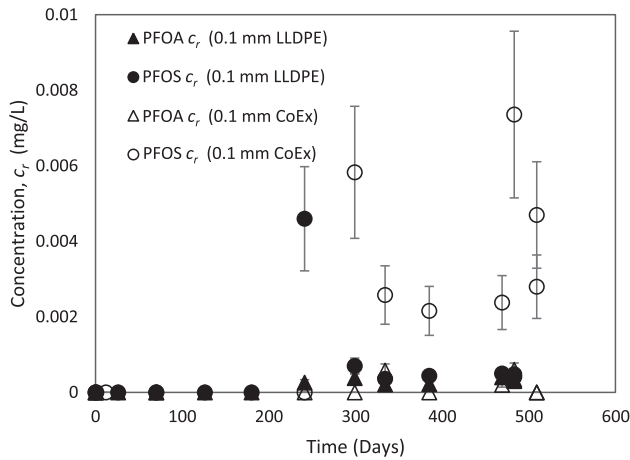 0.01
0.008
0.006
0.004
0.002
0
Concentration, cr (mg/L)
PFOA cr (0.1 mm LLDPE)
PFOS cr (0.1 mm LLDPE)
PFOA cr (0.1 mm CoEx)
PFOS cr (0.1 mm CoEx)
0 100 200 300 400 500 600
Time (Days)